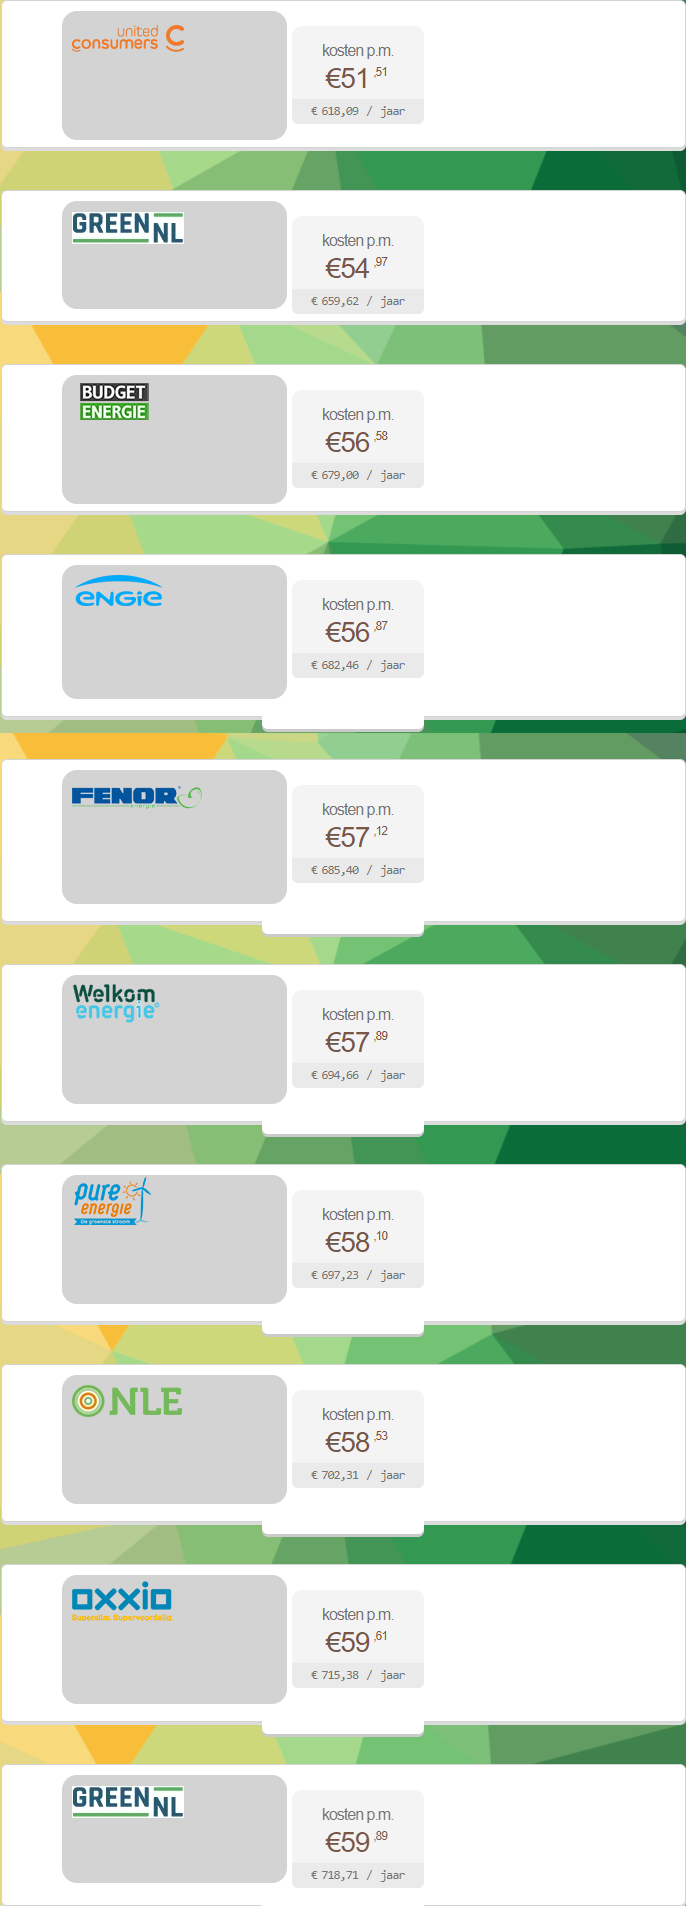 united
consumers
kosten p.m.
€51,51
€ 618,09 / jaar
GREEN NL
kosten p.m.
€54,97
€ 659,62 / jaar
BUDGET
ENERGIE
kosten p.m.
€56,58
€ 679,00 / jaar
ENGIE
kosten p.m.
€56,87
€ 682,46 / jaar
FENOR
energie
kosten p.m.
€57,12
€ 685,40 / jaar
Welkom
energie
kosten p.m.
€57,89
€ 694,66 / jaar
pure
energie
De groenste stroom
kosten p.m.
€58,10
€ 697,23 / jaar
NLE
kosten p.m.
€58,53
€ 702,31 / jaar
oxxio
Superslim. Supervoordelig.
kosten p.m.
€59,61
€ 715,38 / jaar
GREEN NL
kosten p.m.
€59,89
€ 718,71 / jaar